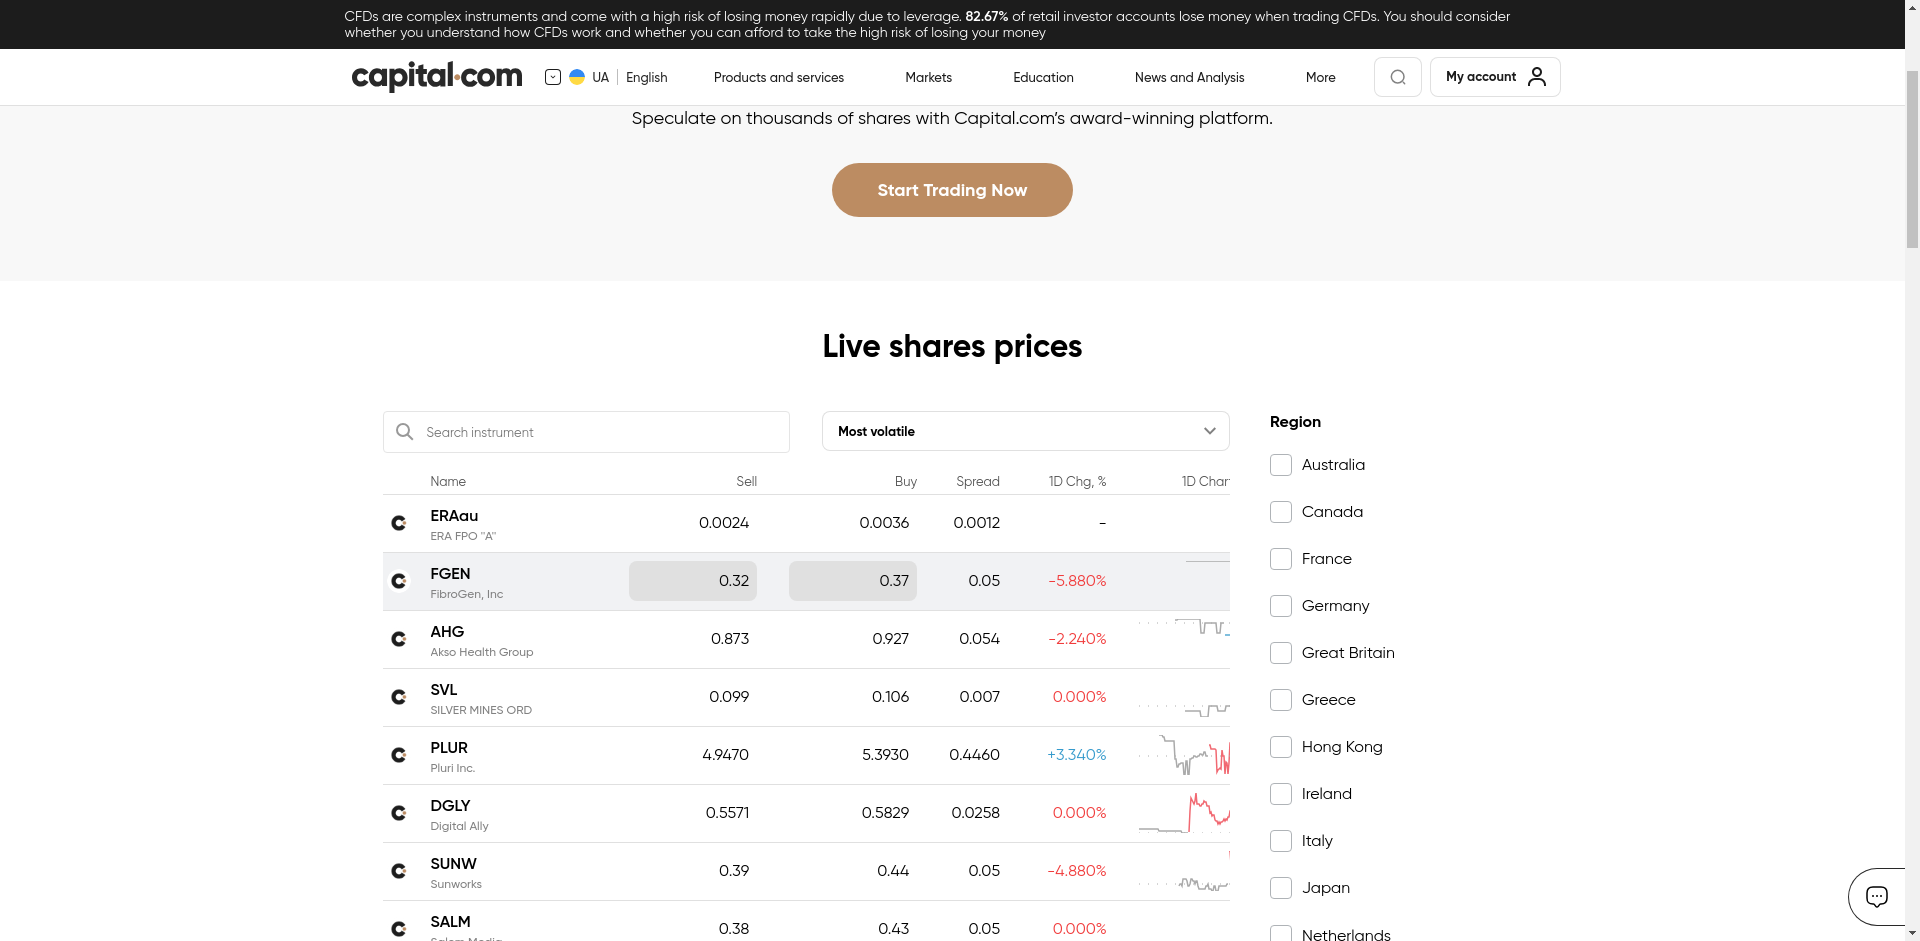 CFDs are complex instruments and come with a high risk of losing money rapidly due to leverage. 82.67% of retail investor accounts lose money when trading CFDs. You should consider
whether you understand how CFDs work and whether you can afford to take the high risk of losing your money
capital.com
UA English
Products and services
Markets
Education
News and Analysis
More
My account
Speculate on thousands of shares with Capital.com's award-winning platform.
Start Trading Now
Live shares prices
Search instrument
Most volatile
Name Sell Buy Spread 1D Chg, % 1D Char
ERAau 0.0024 0.0036 0.0012 -
ERA FPO "A"
FGEN 0.32 0.37 0.05 -5.880%
FibroGen, Inc
AHG 0.873 0.927 0.054 -2.240%
Akso Health Group
SVL 0.099 0.106 0.007 0.000%
SILVER MINES ORD
PLUR 4.9470 5.3930 0.4460 +3.340%
Pluri Inc.
DGLY 0.5571 0.5829 0.0258 0.000%
Digital Ally
SUNW 0.39 0.44 0.05 -4.880%
Sunworks
SALM 0.38 0.43 0.05 0.000%
Salem Media
Region
Australia
Canada
France
Germany
Great Britain
Greece
Hong Kong
Ireland
Italy
Japan
Netherlands